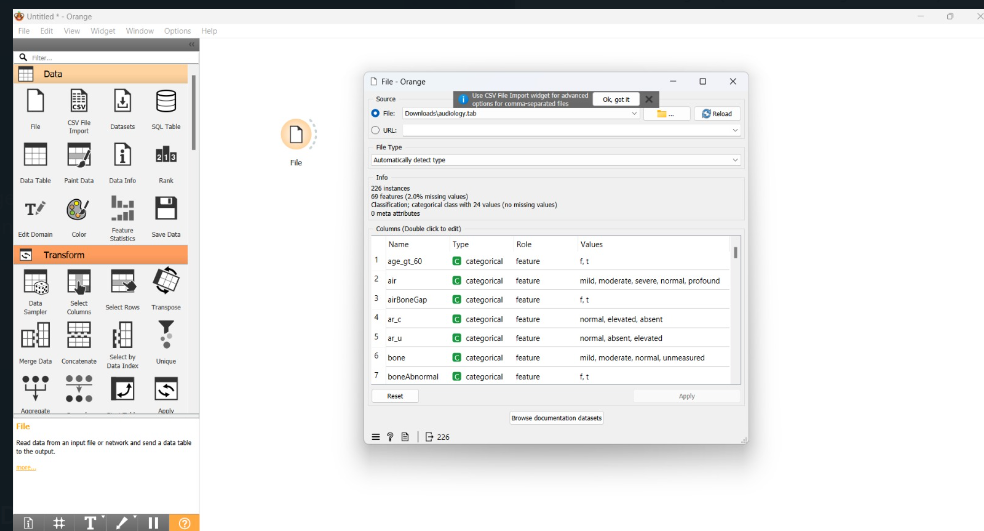 Untitled * - Orange
File Edit View Widget Window Options Help
Filter...
Data
File
CSV File Import
Datasets
SQL Table
Data Table
Paint Data
Data Info
Rank
Edit Domain
Color
Feature Statistics
Save Data
Transform
Data Sampler
Select Columns
Select Rows
Transpose
Merge Data
Concatenate
Select by Data Index
Unique
Aggregate
Apply
File
Read data from an input file or network and send a data table
to the output.
more...
File
File - Orange
Source
Use CSV File Import widget for advanced
options for comma-separated files
Ok, got it
File: Downloads\audiology.tab
...
Reload
URL:
File Type
Automatically detect type
Info
226 instances
69 features (2.0% missing values)
Classification; categorical class with 24 values (no missing values)
0 meta attributes
Columns (Double click to edit)
Name Type Role Values
1 age_gt_60 C categorical feature f, t
2 air C categorical feature mild, moderate, severe, normal, profound
3 airBoneGap C categorical feature f, t
4 ar_c C categorical feature normal, elevated, absent
5 ar_u C categorical feature normal, absent, elevated
6 bone C categorical feature mild, moderate, normal, unmeasured
7 boneAbnormal C categorical feature f, t
Reset
Apply
Browse documentation datasets
226